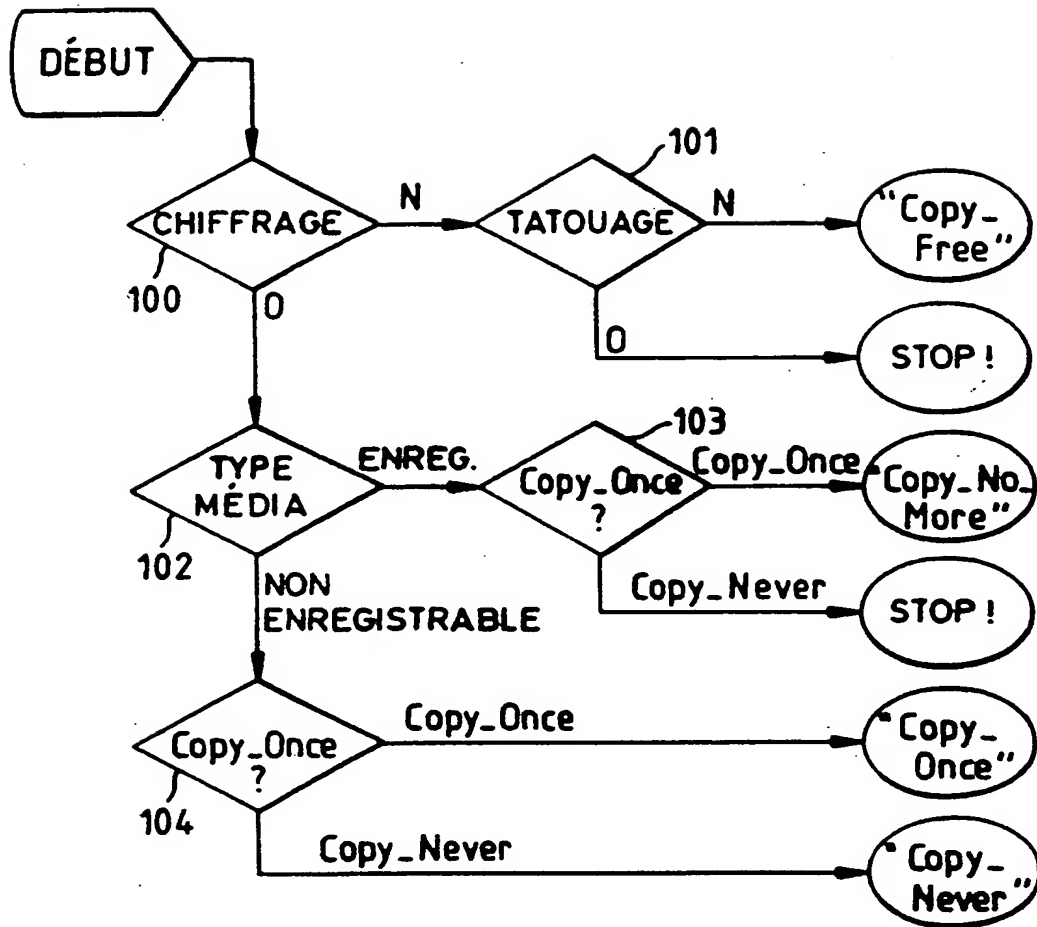 DÉBUT
101
CHIFFRAGE
N
TATOUAGE
N
"Copy_
Free"
100
O
O
STOP !
103
TYPE
MÉDIA
ENREG.
Copy_Once
?
Copy_Once
"Copy_No_
More"
102
NON
ENREGISTRABLE
Copy_Never
STOP !
Copy_Once
?
Copy_Once
"Copy_
Once"
104
Copy_Never
"Copy_
Never"